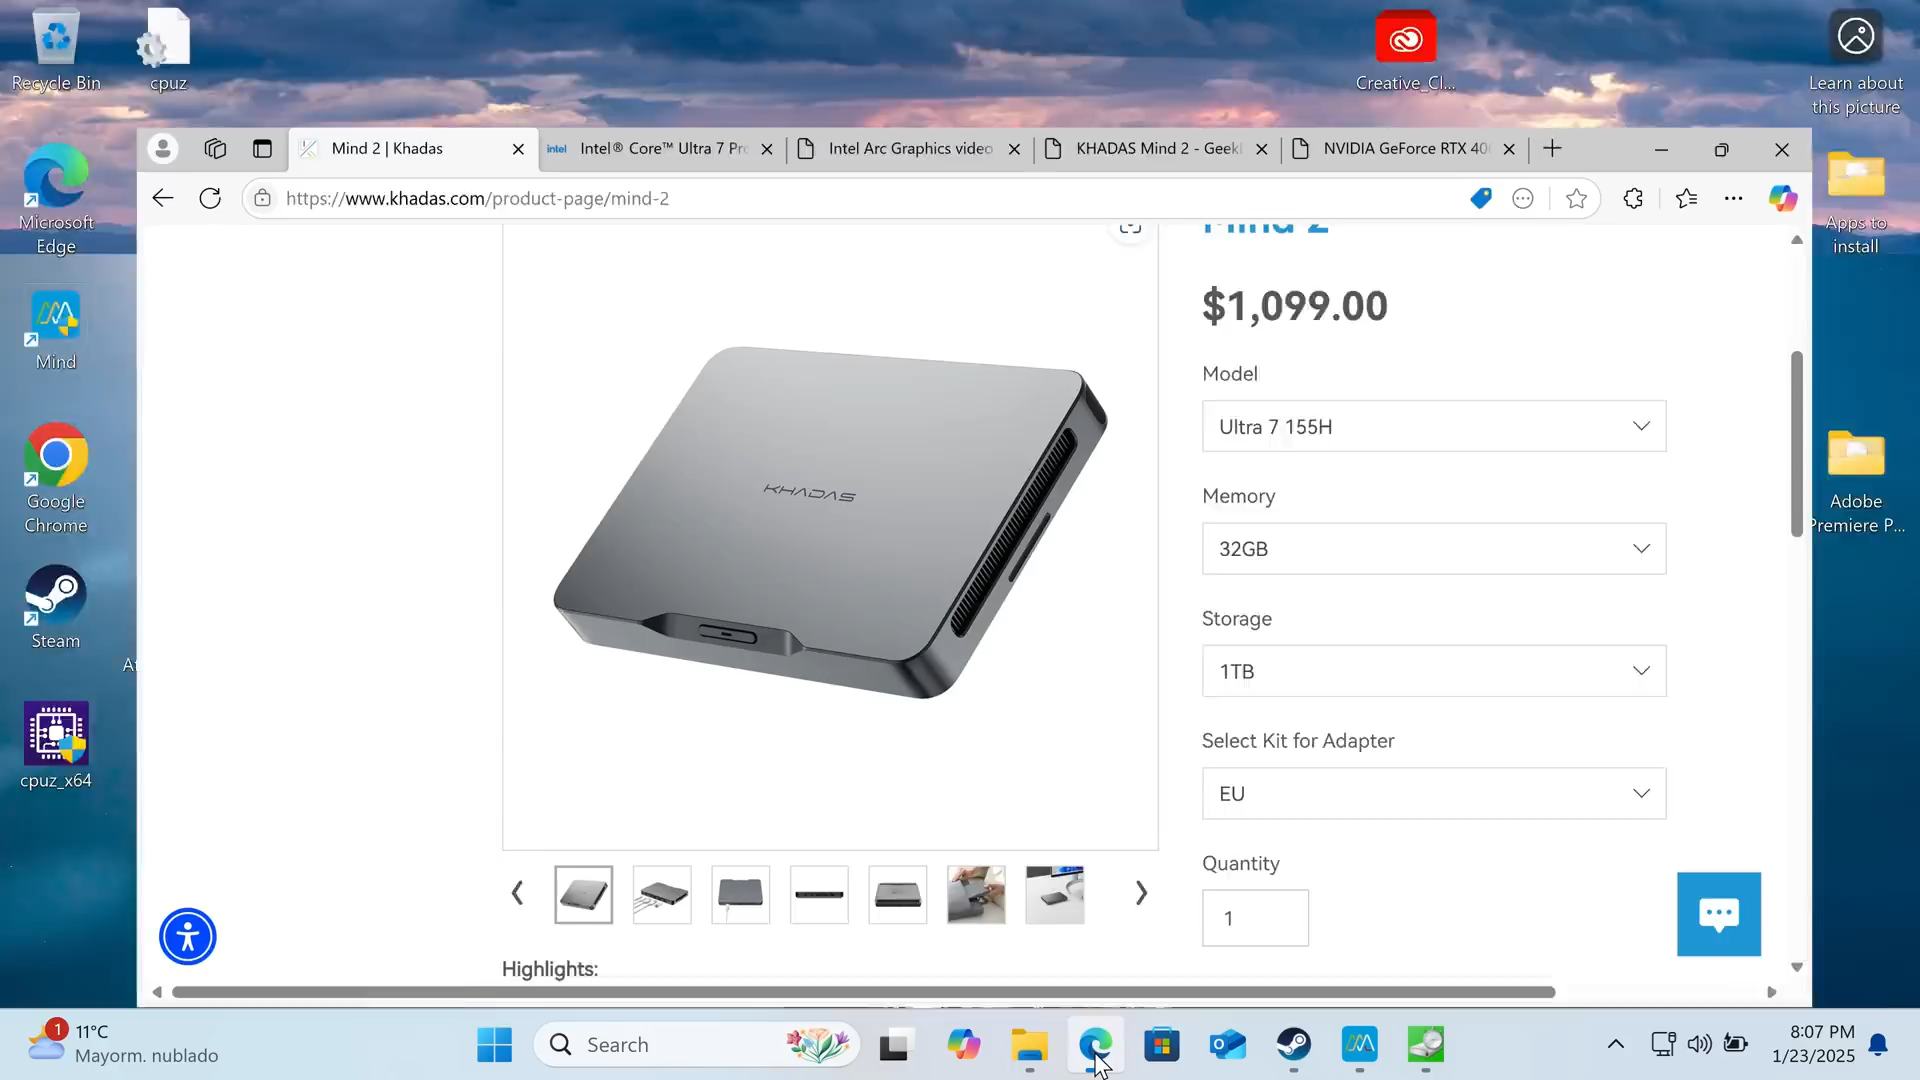 Recycle Bin
cpuz
Creative_Cl...
Learn about
this picture
Mind 2 | Khadas
intel
Intel® Core™ Ultra 7 Pr
Intel Arc Graphics video
KHADAS Mind 2 - Geek
NVIDIA GeForce RTX 40
https://www.khadas.com/product-page/mind-2
Microsoft
Edge
Apps to
install
Mind 2
$1,099.00
Mind
Model
Ultra 7 155H
KHADAS
Memory
32GB
Google
Chrome
Adobe
Premiere P...
Storage
Steam
1TB
Select Kit for Adapter
cpuz_x64
EU
Quantity
1
Highlights:
1
11°C
Mayorm. nublado
Search
8:07 PM
1/23/2025